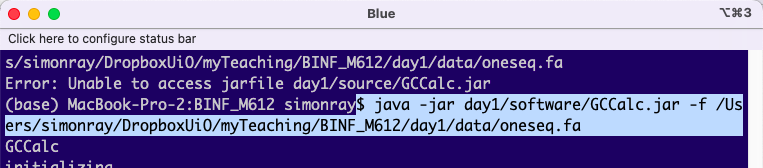 Blue
⌥⌘3
Click here to configure status bar
s/simonray/DropboxUiO/myTeaching/BINF_M612/day1/data/oneseq.fa
Error: Unable to access jarfile day1/source/GCCalc.jar
(base) MacBook-Pro-2:BINF_M612 simonray$ java -jar day1/software/GCCalc.jar -f /Us
ers/simonray/DropboxUiO/myTeaching/BINF_M612/day1/data/oneseq.fa
GCCalc
initializing